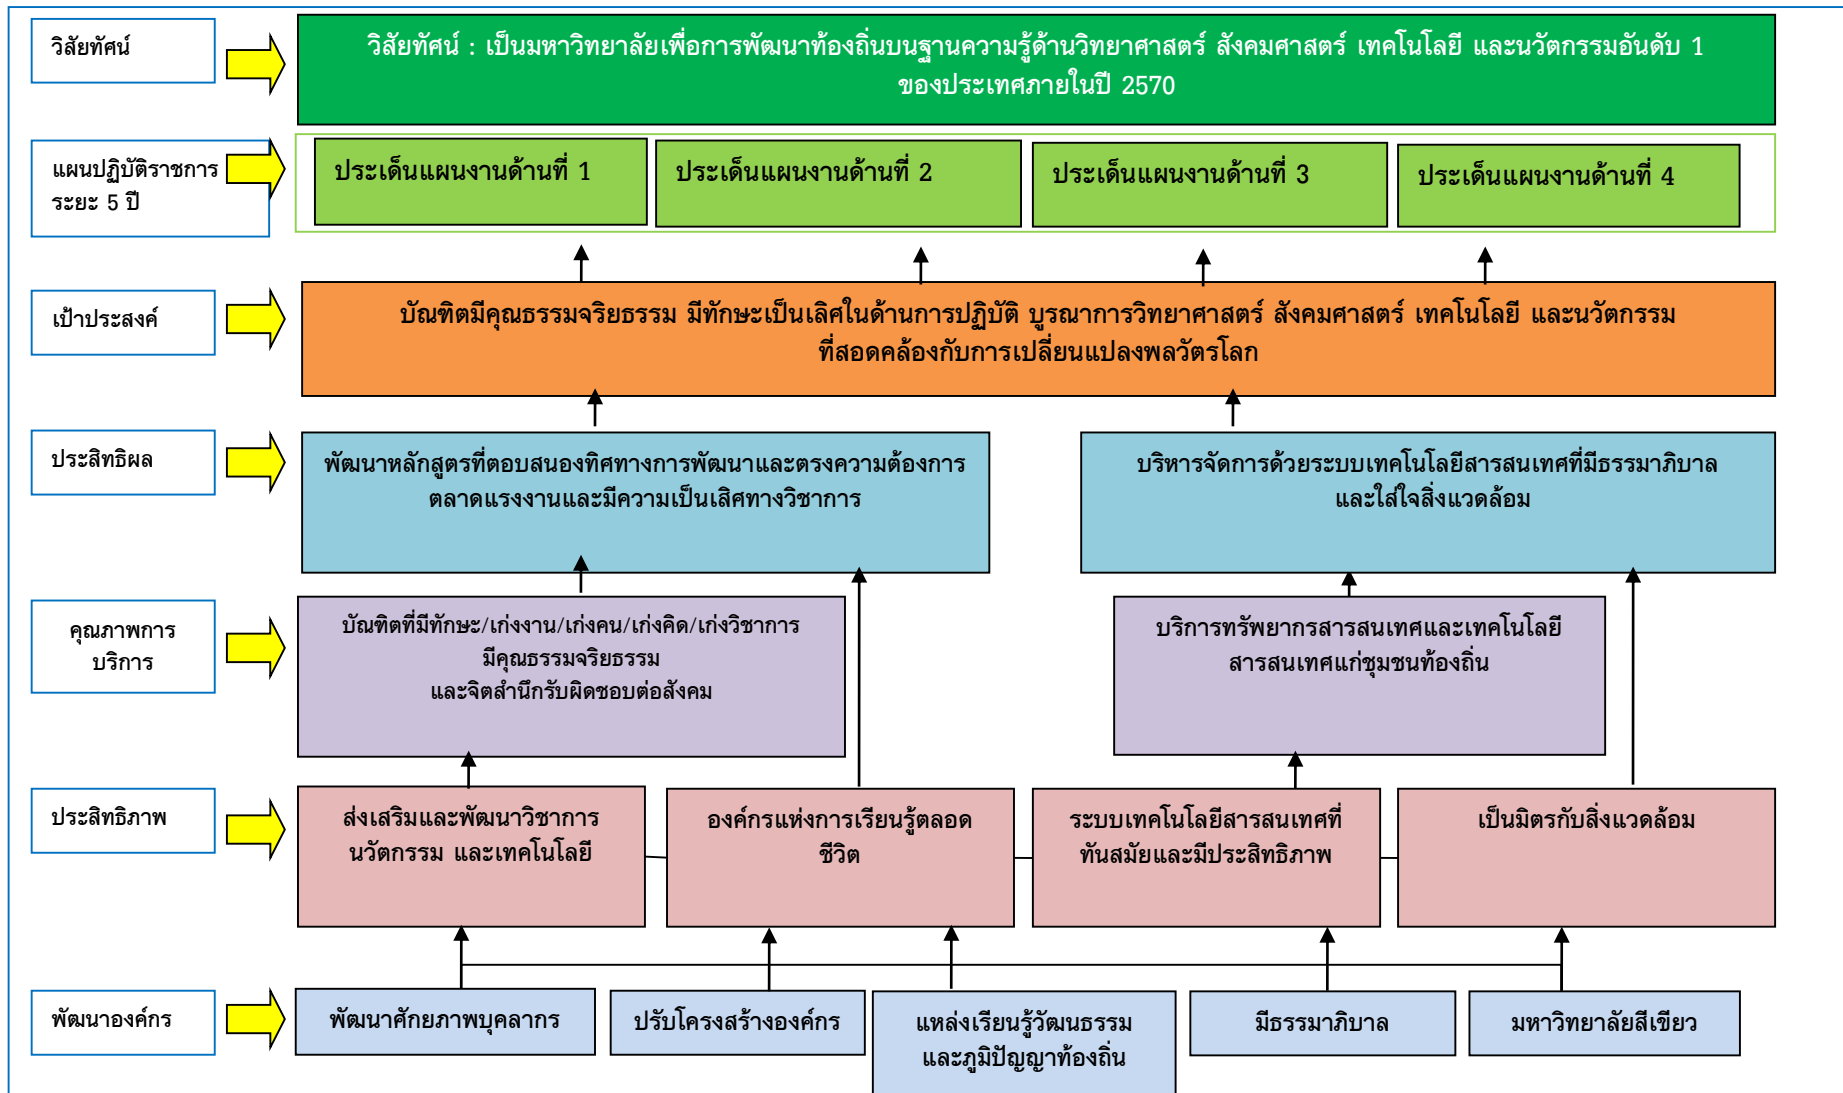 วิสัยทัศน์
วิสัยทัศน์ : เป็นมหาวิทยาลัยเพื่อการพัฒนาท้องถิ่นบนฐานความรู้ด้านวิทยาศาสตร์ สังคมศาสตร์ เทคโนโลยี และนวัตกรรมอันดับ 1
ของประเทศภายในปี 2570
แผนปฏิบัติราชการ
ระยะ 5 ปี
ประเด็นแผนงานด้านที่ 1
ประเด็นแผนงานด้านที่ 2
ประเด็นแผนงานด้านที่ 3
ประเด็นแผนงานด้านที่ 4
เป้าประสงค์
บัณฑิตมีคุณธรรมจริยธรรม มีทักษะเป็นเลิศในด้านการปฏิบัติ บูรณาการวิทยาศาสตร์ สังคมศาสตร์ เทคโนโลยี และนวัตกรรม
ที่สอดคล้องกับการเปลี่ยนแปลงพลวัตรโลก
ประสิทธิผล
พัฒนาหลักสูตรที่ตอบสนองทิศทางการพัฒนาและตรงความต้องการ
ตลาดแรงงานและมีความเป็นเลิศทางวิชาการ
บริหารจัดการด้วยระบบเทคโนโลยีสารสนเทศที่มีธรรมาภิบาล
และใส่ใจสิ่งแวดล้อม
คุณภาพการ
บริการ
บัณฑิตที่มีทักษะ/เก่งงาน/เก่งคน/เก่งคิด/เก่งวิชาการ
มีคุณธรรมจริยธรรม
และจิตสำนึกรับผิดชอบต่อสังคม
บริการทรัพยากรสารสนเทศและเทคโนโลยี
สารสนเทศแก่ชุมชนท้องถิ่น
ประสิทธิภาพ
ส่งเสริมและพัฒนาวิชาการ
นวัตกรรม และเทคโนโลยี
องค์กรแห่งการเรียนรู้ตลอด
ชีวิต
ระบบเทคโนโลยีสารสนเทศที่
ทันสมัยและมีประสิทธิภาพ
เป็นมิตรกับสิ่งแวดล้อม
พัฒนาองค์กร
พัฒนาศักยภาพบุคลากร
ปรับโครงสร้างองค์กร
แหล่งเรียนรู้วัฒนธรรม
และภูมิปัญญาท้องถิ่น
มีธรรมาภิบาล
มหาวิทยาลัยสีเขียว